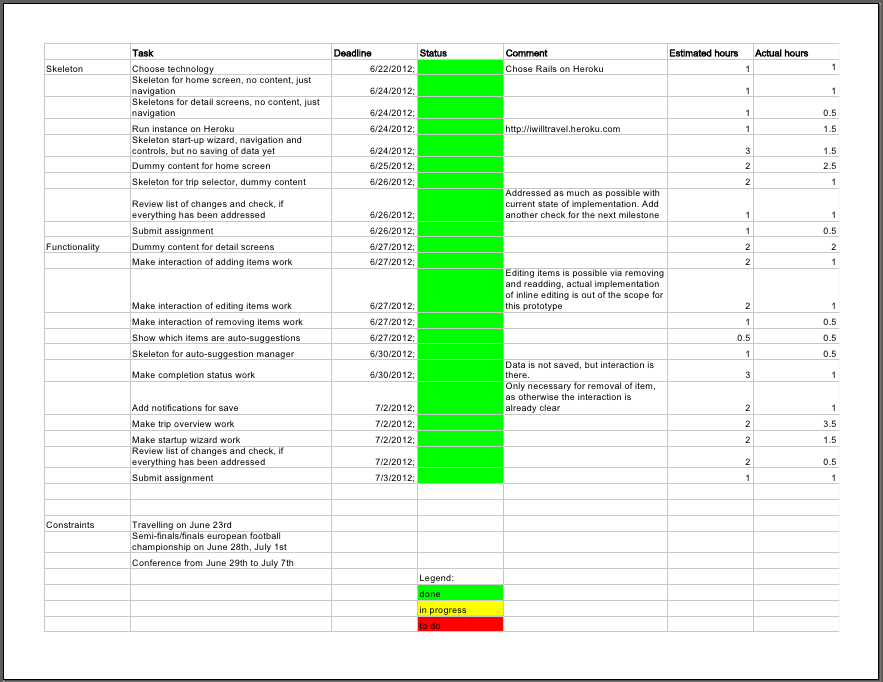 Task Deadline Status Comment Estimated hours Actual hours
Skeleton Choose technology 6/22/2012; Chose Rails on Heroku 1 1
Skeleton for home screen, no content, just
navigation 6/24/2012; 1 1
Skeletons for detail screens, no content, just
navigation 6/24/2012; 1 0.5
Run instance on Heroku 6/24/2012; http://iwilltravel.heroku.com 1 1.5
Skeleton start-up wizard, navigation and
controls, but no saving of data yet 6/24/2012; 3 1.5
Dummy content for home screen 6/25/2012; 2 2.5
Skeleton for trip selector, dummy content 6/26/2012; 2 1
Addressed as much as possible with
Review list of changes and check, if current state of implementation. Add
everything has been addressed 6/26/2012; another check for the next milestone 1 1
Submit assignment 6/26/2012; 1 0.5
Functionality Dummy content for detail screens 6/27/2012; 2 2
Make interaction of adding items work 6/27/2012; 2 1
Editing items is possible via removing
and readding, actual implementation
of inline editing is out of the scope for
Make interaction of editing items work 6/27/2012; this prototype 2 1
Make interaction of removing items work 6/27/2012; 1 0.5
Show which items are auto-suggestions 6/27/2012; 0.5 0.5
Skeleton for auto-suggestion manager 6/30/2012; 1 0.5
Data is not saved, but interaction is
Make completion status work 6/30/2012; there. 3 1
Only necessary for removal of item,
as otherwise the interaction is
Add notifications for save 7/2/2012; already clear 2 1
Make trip overview work 7/2/2012; 2 3.5
Make startup wizard work 7/2/2012; 2 1.5
Review list of changes and check, if
everything has been addressed 7/2/2012; 2 0.5
Submit assignment 7/3/2012; 1 1
Constraints Travelling on June 23rd
Semi-finals/finals european football
championship on June 28th, July 1st
Conference from June 29th to July 7th
Legend:
done
in progress
to do